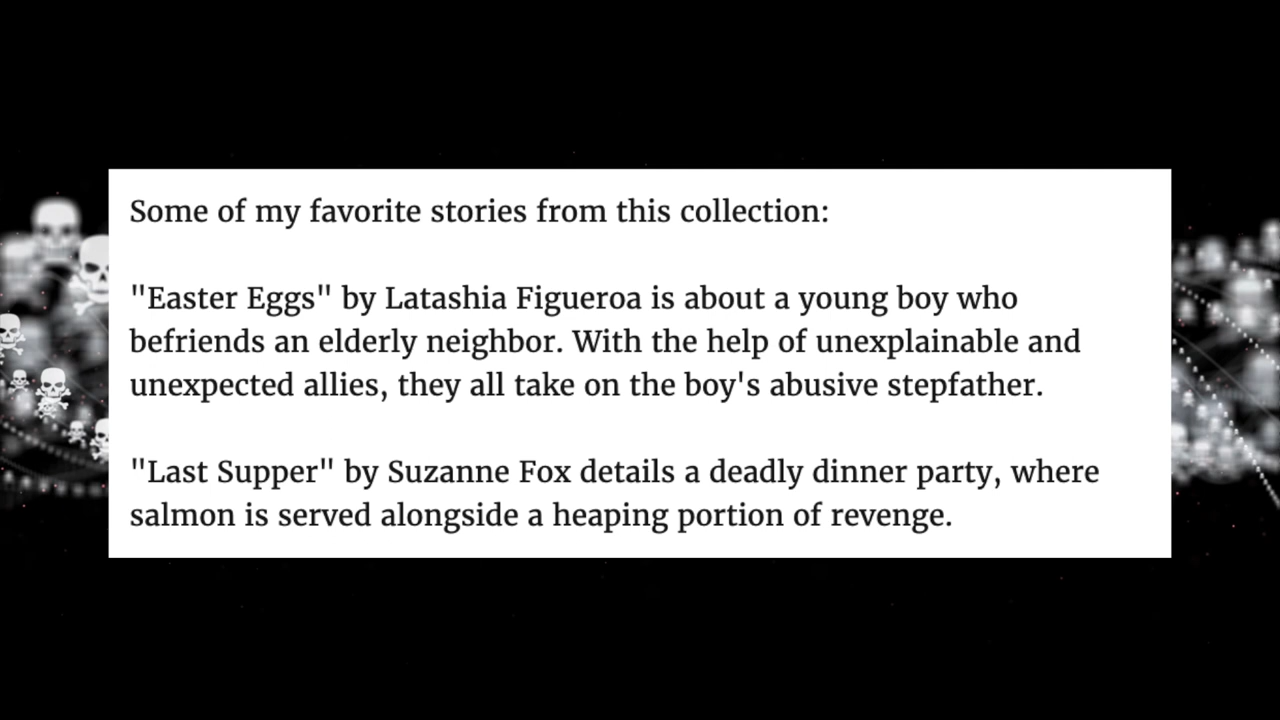 Some of my favorite stories from this collection:
"Easter Eggs" by Latashia Figueroa is about a young boy who
befriends an elderly neighbor. With the help of unexplainable and
unexpected allies, they all take on the boy's abusive stepfather.
"Last Supper" by Suzanne Fox details a deadly dinner party, where
salmon is served alongside a heaping portion of revenge.